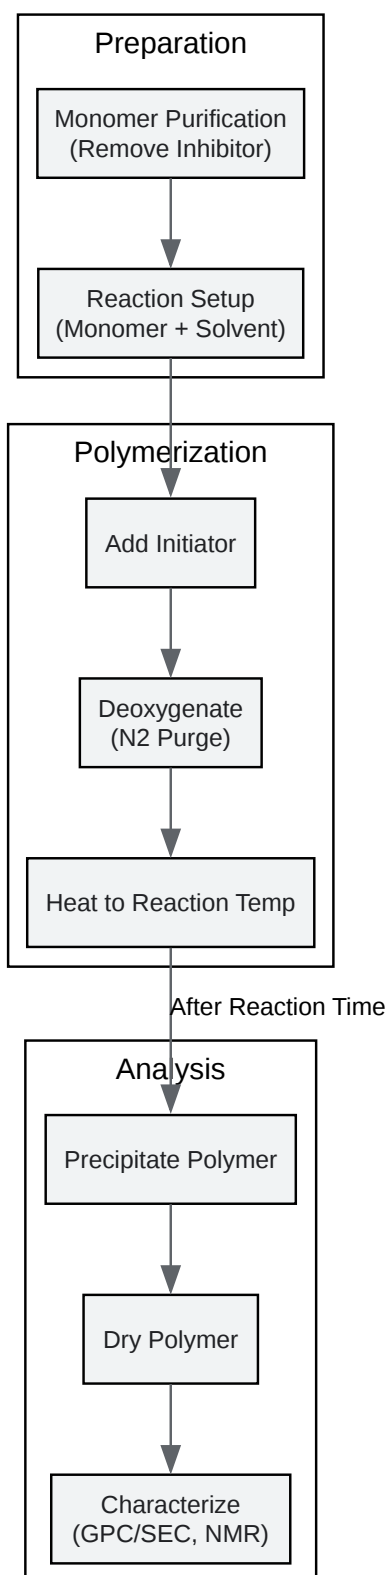 Preparation
Monomer Purification
(Remove Inhibitor)
Reaction Setup
(Monomer + Solvent)
Polymerization
Add Initiator
Deoxygenate
(N2 Purge)
Heat to Reaction Temp
After Reaction Time
Analysis
Precipitate Polymer
Dry Polymer
Characterize
(GPC/SEC, NMR)